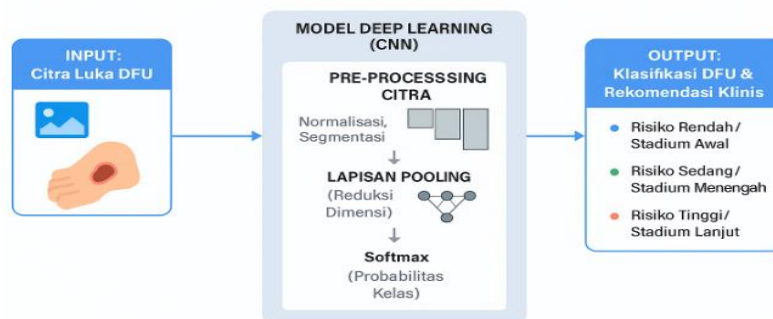 INPUT:
Citra Luka DFU
MODEL DEEP LEARNING
(CNN)
PRE-PROCESSSING
CITRA
Normalisasi,
Segmentasi
LAPISAN POOLING
(Reduksi
Dimensi)
Softmax
(Probabilitas
Kelas)
OUTPUT:
Klasifikasi DFU &
Rekomendasi Klinis
Risiko Rendah/
Stadium Awal
Risiko Sedang/
Stadium Menengah
Risiko Tinggi/
Stadium Lanjut